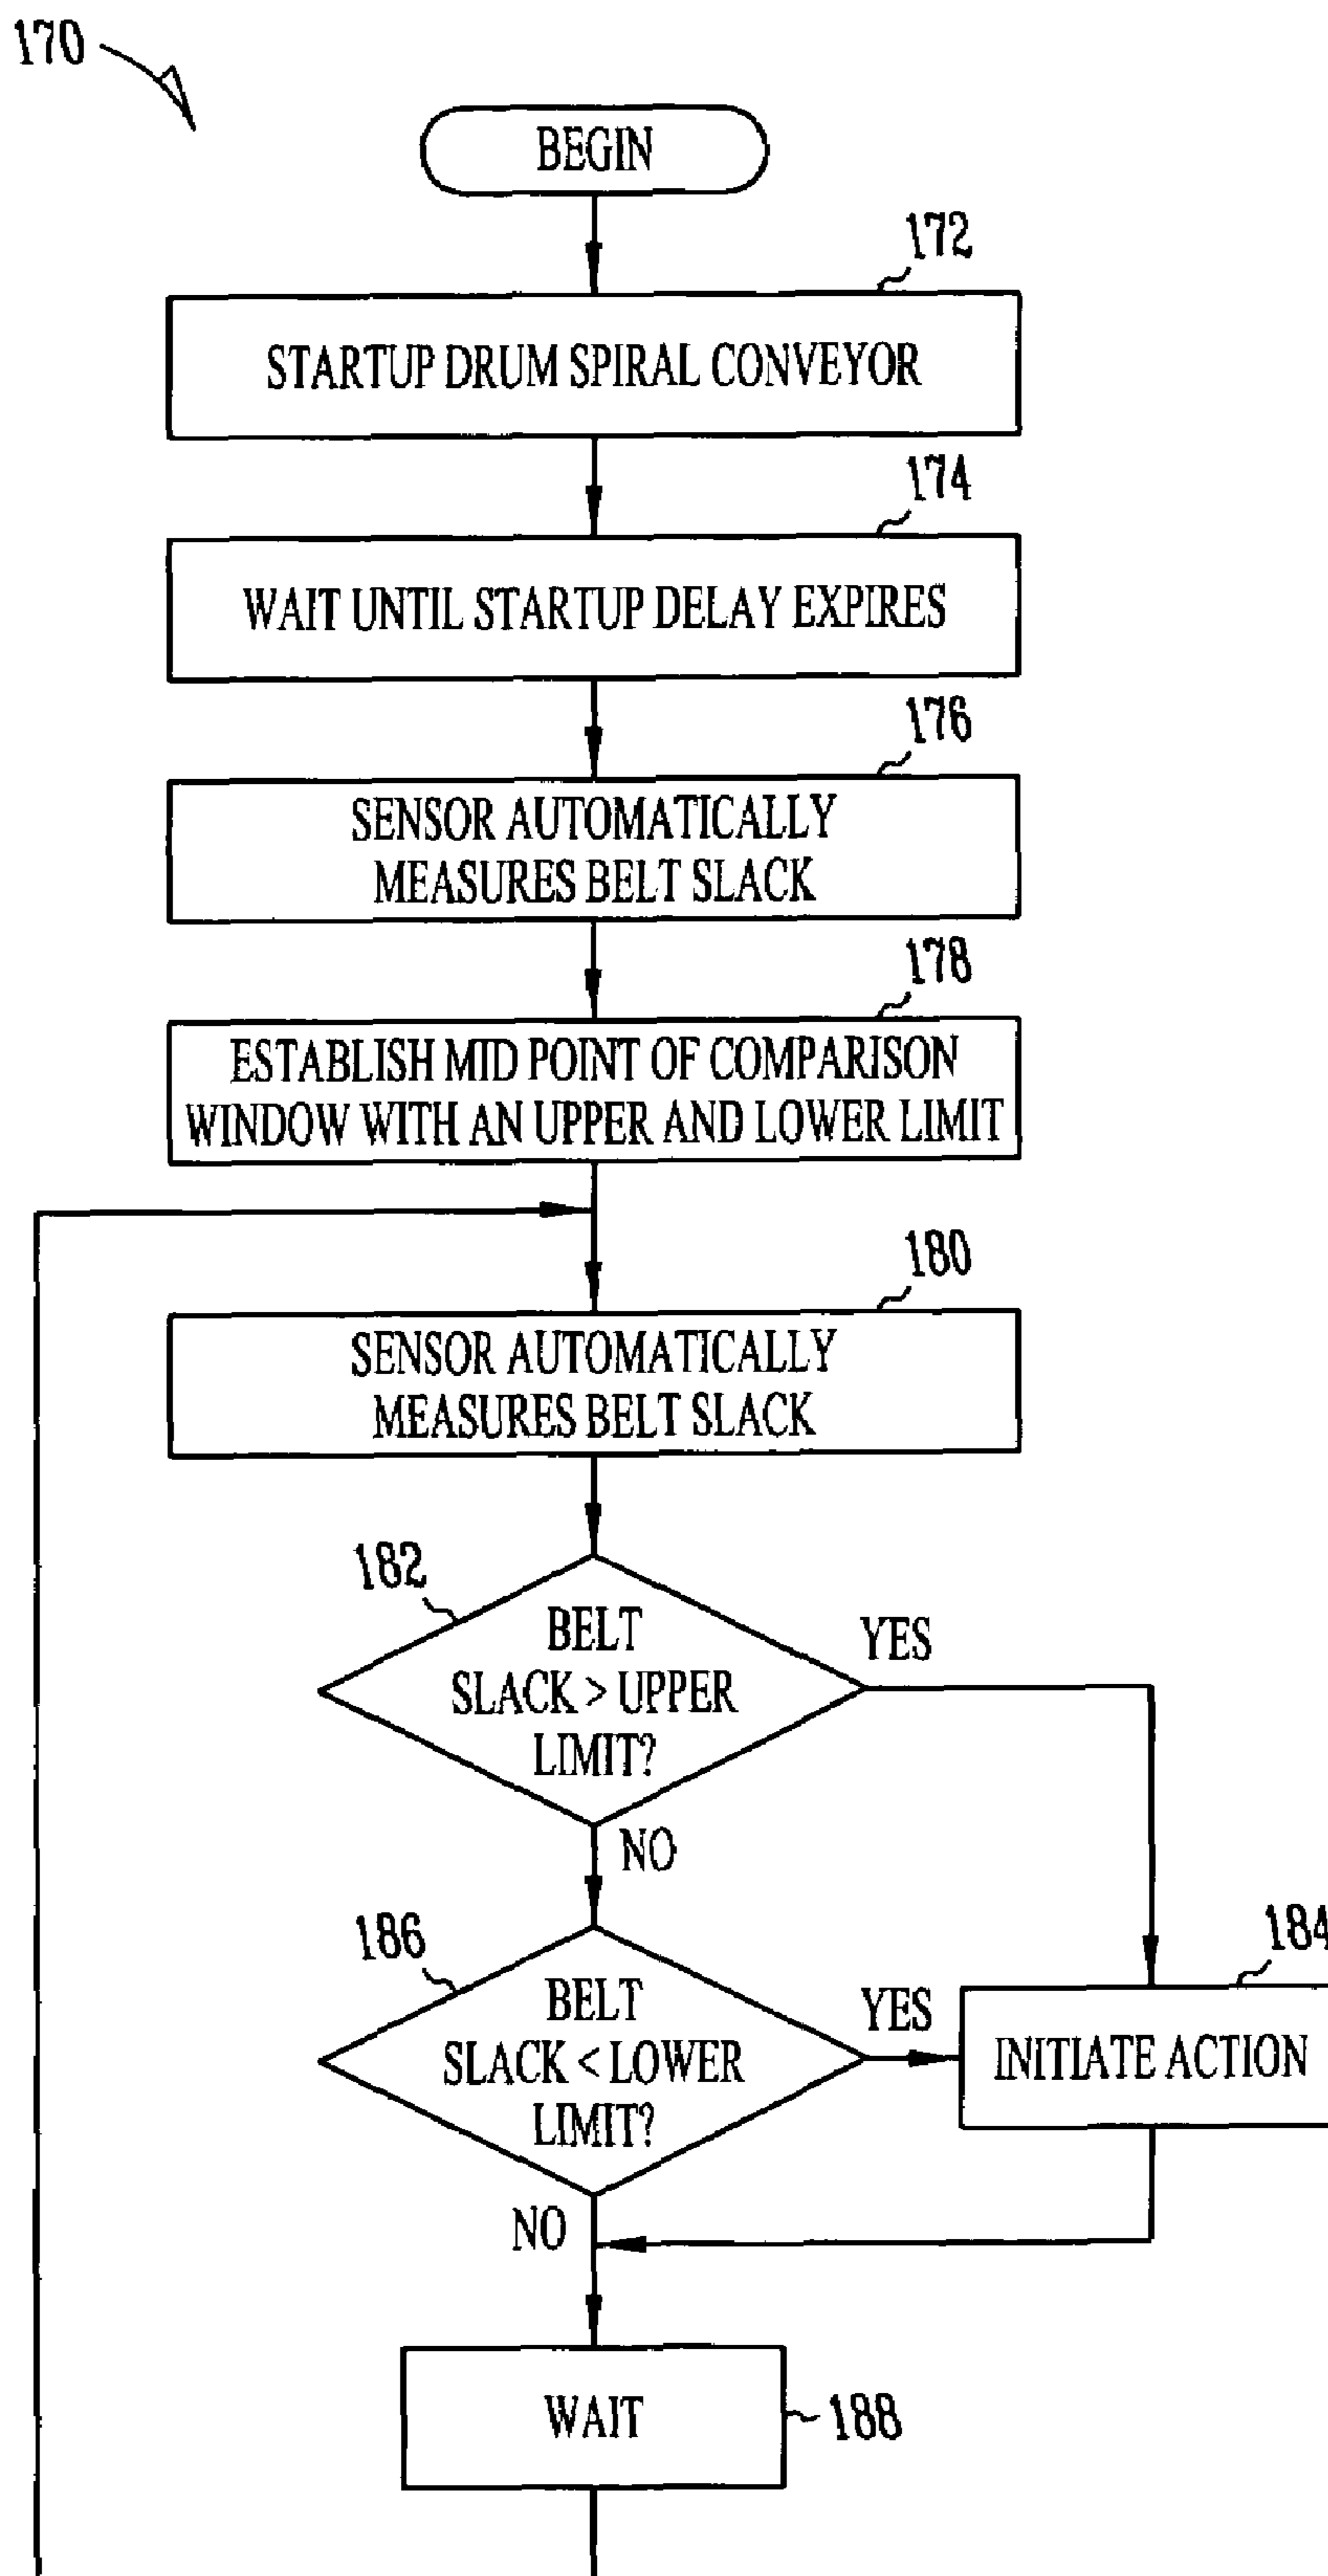 170
BEGIN
172
STARTUP DRUM SPIRAL CONVEYOR
174
WAIT UNTIL STARTUP DELAY EXPIRES
176
SENSOR AUTOMATICALLY
MEASURES BELT SLACK
178
ESTABLISH MID POINT OF COMPARISON
WINDOW WITH AN UPPER AND LOWER LIMIT
180
SENSOR AUTOMATICALLY
MEASURES BELT SLACK
182
BELT
SLACK > UPPER
LIMIT?
YES
NO
186
BELT
SLACK < LOWER
LIMIT?
YES
184
INITIATE ACTION
NO
WAIT
188